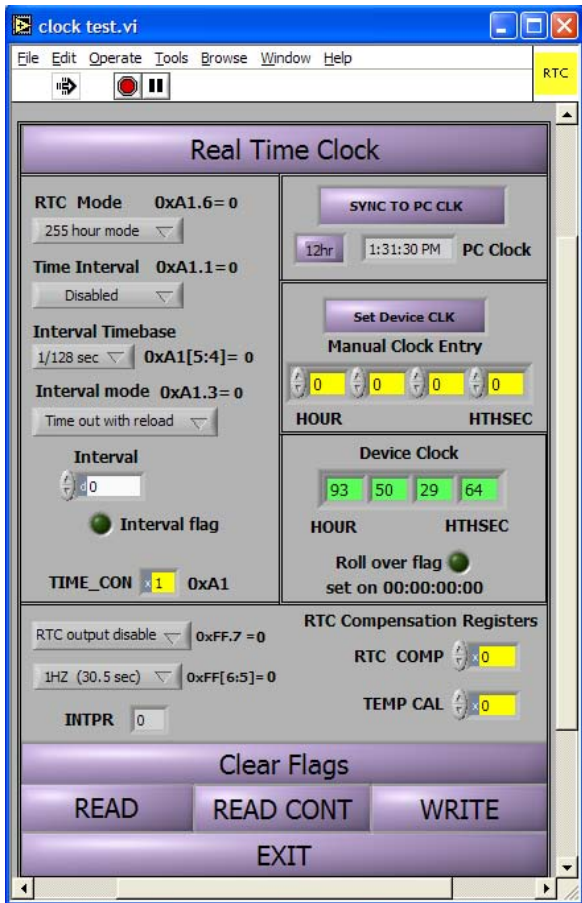 clock test.vi
File Edit Operate Tools Browse Window Help
RTC
Real Time Clock
RTC Mode 0xA1.6= 0
255 hour mode
Time Interval 0xA1.1=0
Disabled
Interval Timebase
1/128 sec 0xA1[5:4]= 0
Interval mode 0xA1.3= 0
Time out with reload
Interval
d 0
Interval flag
TIME_CON x 1 0xA1
SYNC TO PC CLK
12hr 1:31:30 PM PC Clock
Set Device CLK
Manual Clock Entry
0 0 0 0
HOUR HTHSEC
Device Clock
93 50 29 64
HOUR HTHSEC
Roll over flag
set on 00:00:00:00
RTC output disable 0xFF.7 =0
1HZ (30.5 sec) 0xFF[6:5]= 0
INTPR 0
RTC Compensation Registers
RTC COMP x 0
TEMP CAL x 0
Clear Flags
READ READ CONT WRITE
EXIT